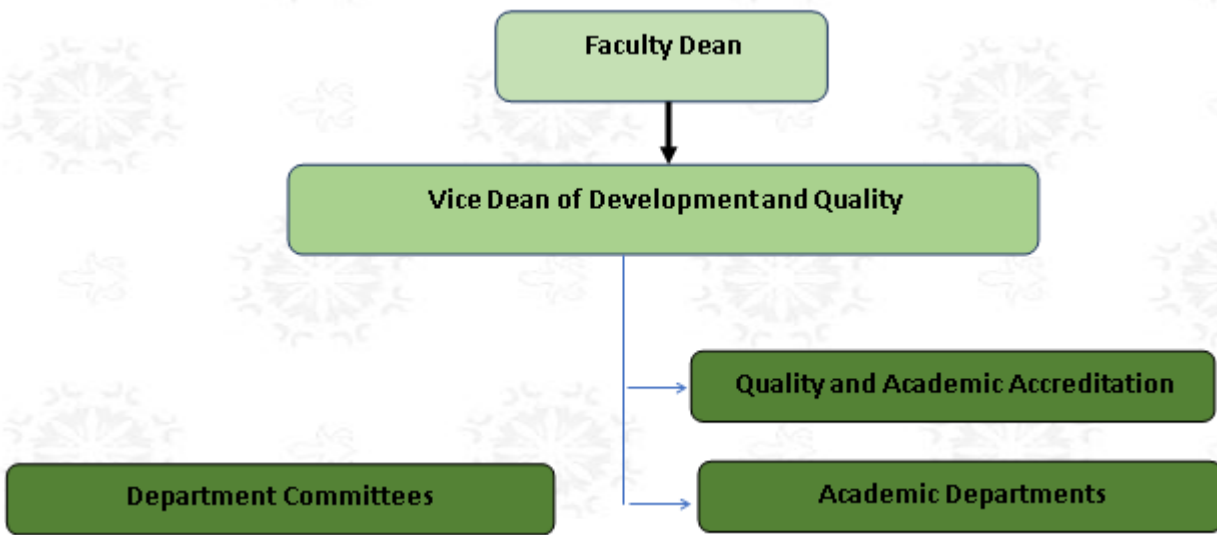 Faculty Dean
Vice Dean of Development and Quality
Quality and Academic Accreditation
Department Committees
Academic Departments